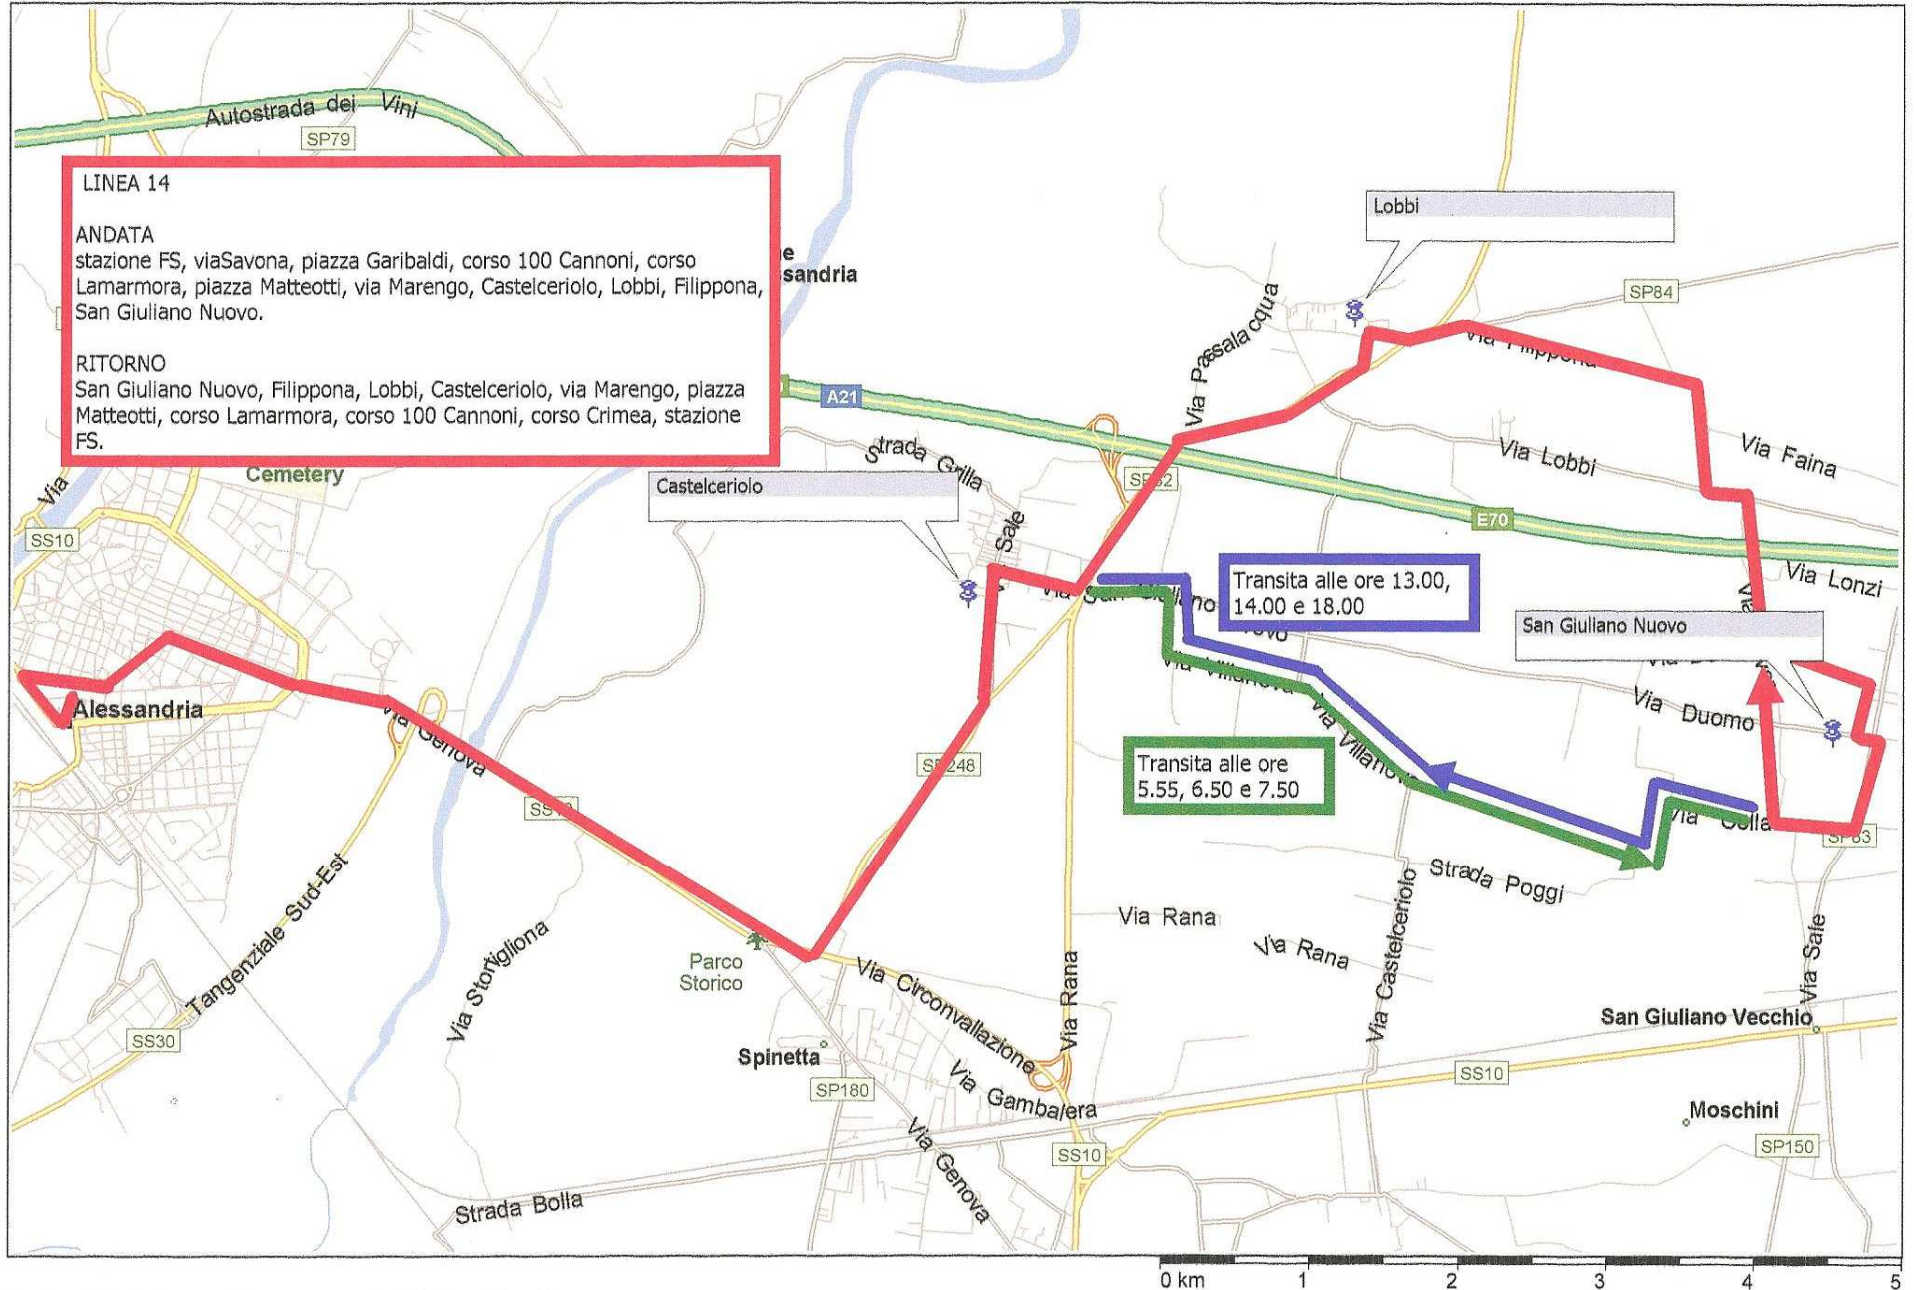 Autostrada dei Vini
SP79
LINEA 14
ANDATA
stazione FS, viaSavona, piazza Garibaldi, corso 100 Cannoni, corso
Lamarmora, piazza Matteotti, via Marengo, Castelceriolo, Lobbi, Filippona,
San Giuliano Nuovo.
RITORNO
San Giuliano Nuovo, Filippona, Lobbi, Castelceriolo, via Marengo, piazza
Matteotti, corso Lamarmora, corso 100 Cannoni, corso Crimea, stazione
FS.
sandria
Lobbi
SP84
Via Passalacqua
Via Filippona
A21
Via Lobbi
Via Faina
Strada Grilla
Cemetery
Via
Castelceriolo
SS10
Sale
E70
Via Lonzi
Transita alle ore 13.00,
14.00 e 18.00
San Giuliano Nuovo
Via Villanova
Via Villanova
Via Duomo
Alessandria
Via Genova
Transita alle ore
5.55, 6.50 e 7.50
SP83
Strada Poggi
Tangenziale Sud-Est
Via Stortigliona
Parco
Storico
Via Circonvallazione
Via Rana
Via Rana
Via Rana
Via Castelceriolo
Via Sale
San Giuliano Vecchio
SS30
Spinetta
SP180
Via Gambalera
SS10
Moschini
SP150
SS10
Via Genova
Strada Bolla
0 km 1 2 3 4 5